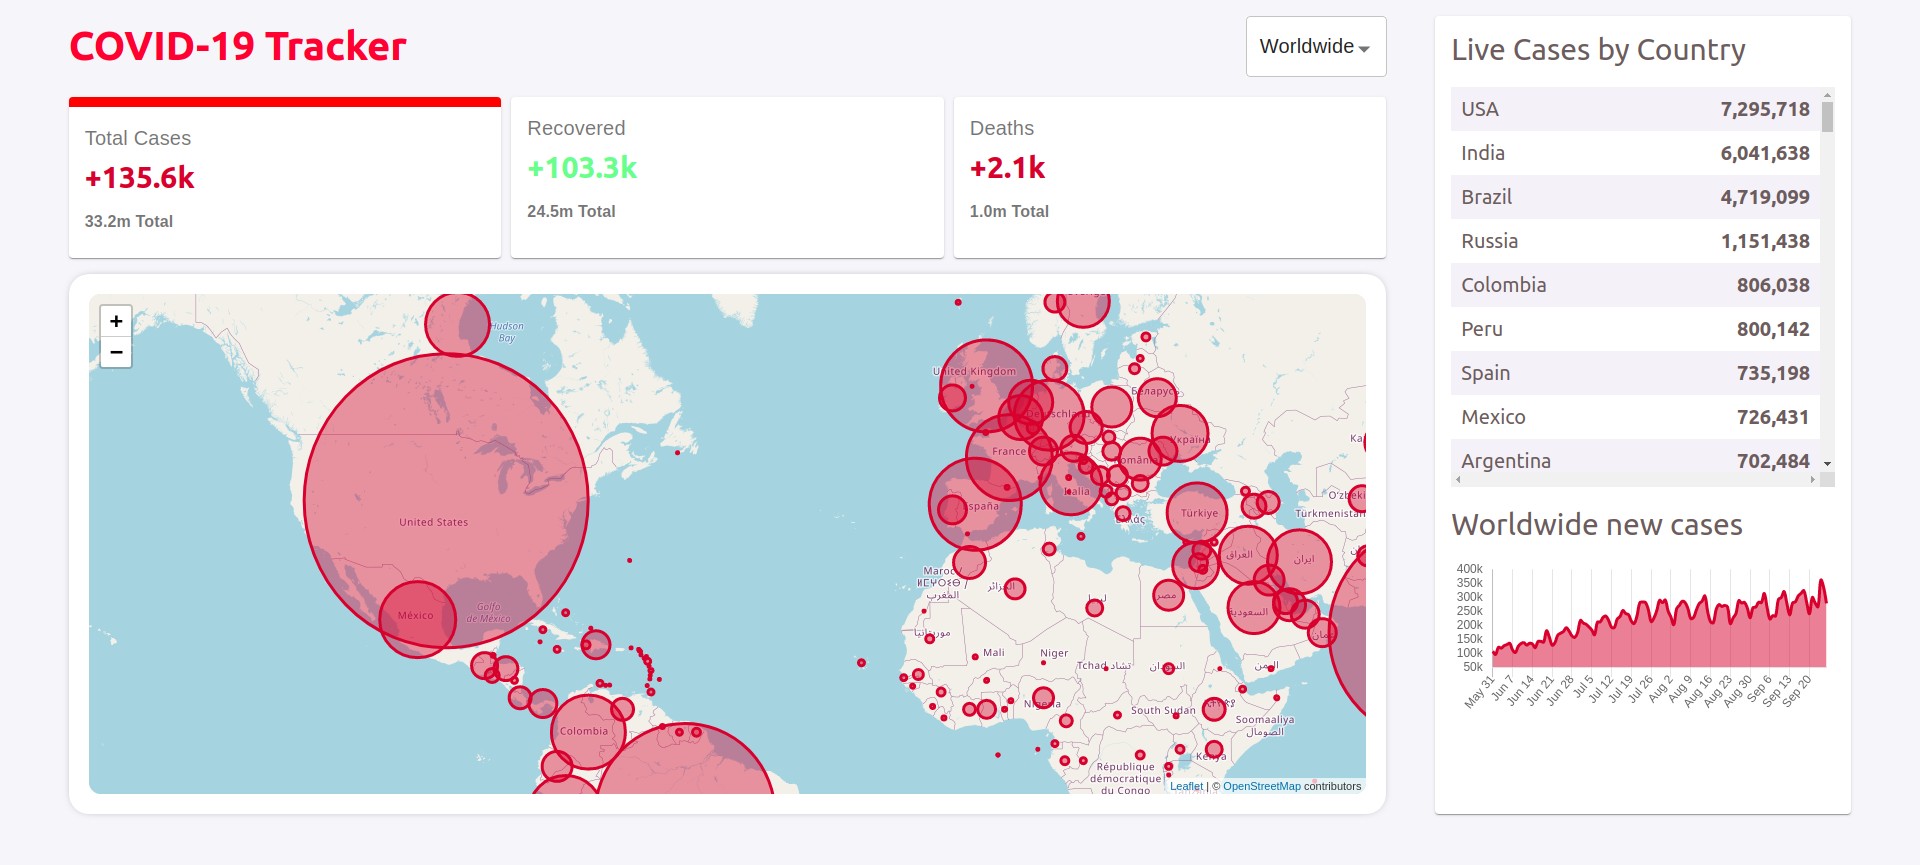 COVID-19 Tracker
Worldwide
Total Cases
+135.6k
33.2m Total
Recovered
+103.3k
24.5m Total
Deaths
+2.1k
1.0m Total
+
−
Hudson
Bay
United Kingdom
Беларусь
Deutschland
Україна
France
România
Italia
España
Ελλάς
Türkiye
Türkmenistan
United States
México
Golfo
de México
Maroc
ⵍⵎⵖⵔⵉⴱ /
المغرب
الجزائر
ليبيا
مصر
العراق
ایران
السعودية
عمان
موريتانيا
Mali
Niger
Tchad تشاد
السودان
اليمن
Nigeria
South Sudan
Soomaaliya
الصومال
Colombia
Kenya
République
démocratique
du Congo
Leaflet | © OpenStreetMap contributors
Live Cases by Country
USA 7,295,718
India 6,041,638
Brazil 4,719,099
Russia 1,151,438
Colombia 806,038
Peru 800,142
Spain 735,198
Mexico 726,431
Argentina 702,484
Worldwide new cases
400k
350k
300k
250k
200k
150k
100k
50k
May 31 Jun 7 Jun 14 Jun 21 Jun 28 Jul 5 Jul 12 Jul 19 Jul 26 Aug 2 Aug 9 Aug 16 Aug 23 Aug 30 Sep 6 Sep 13 Sep 20